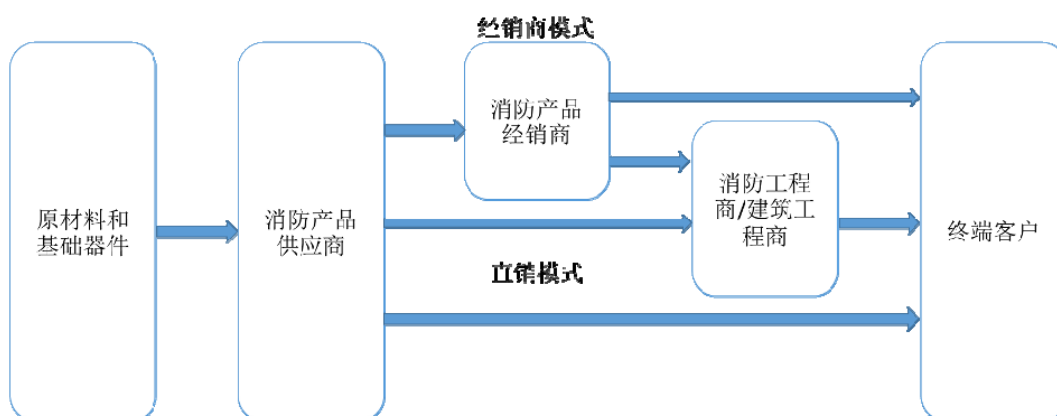 经销商模式
原材料和
基础器件
消防产品
供应商
消防产品
经销商
消防工程
商/建筑工
程商
直销模式
终端客户